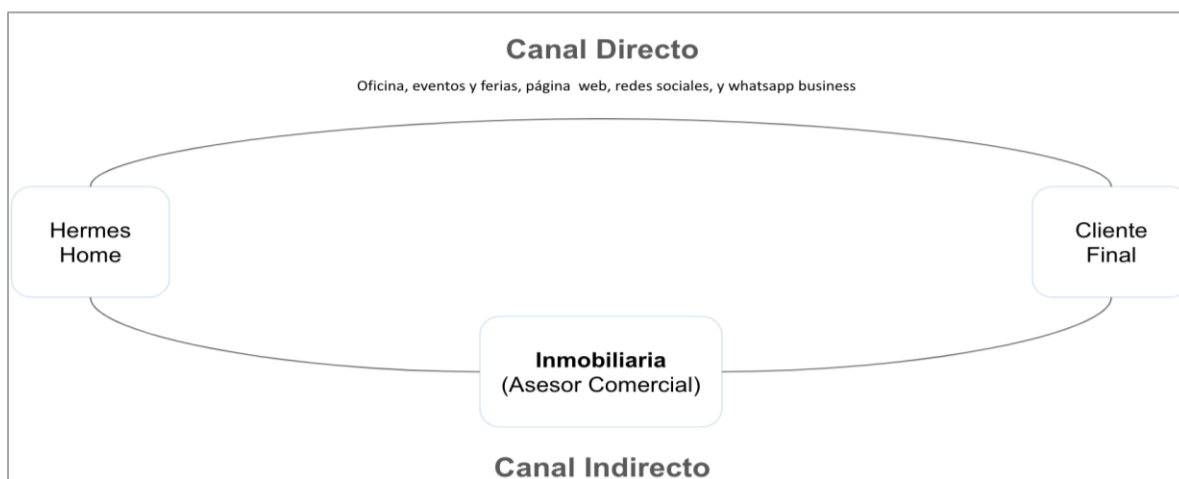 Canal Directo
Oficina, eventos y ferias, página web, redes sociales, y whatsapp business
Hermes
Home
Cliente
Final
Inmobiliaria
(Asesor Comercial)
Canal Indirecto